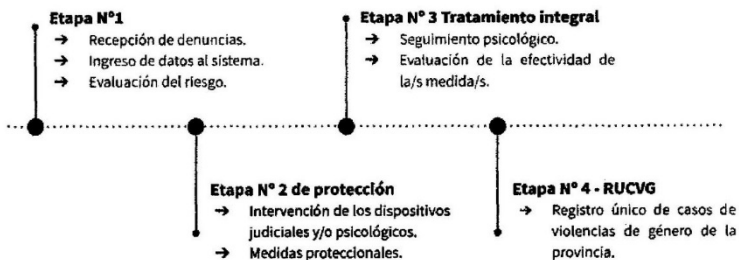 Etapa N°1
→ Recepción de denuncias.
→ Ingreso de datos al sistema.
→ Evaluación del riesgo.
Etapa N° 2 de protección
→ Intervención de los dispositivos
judiciales y/o psicológicos.
→ Medidas proteccionales.
Etapa N° 3 Tratamiento integral
→ Seguimiento psicológico.
→ Evaluación de la efectividad de
la/s medida/s.
Etapa N° 4 - RUCVG
→ Registro único de casos de
violencias de género de la
provincia.